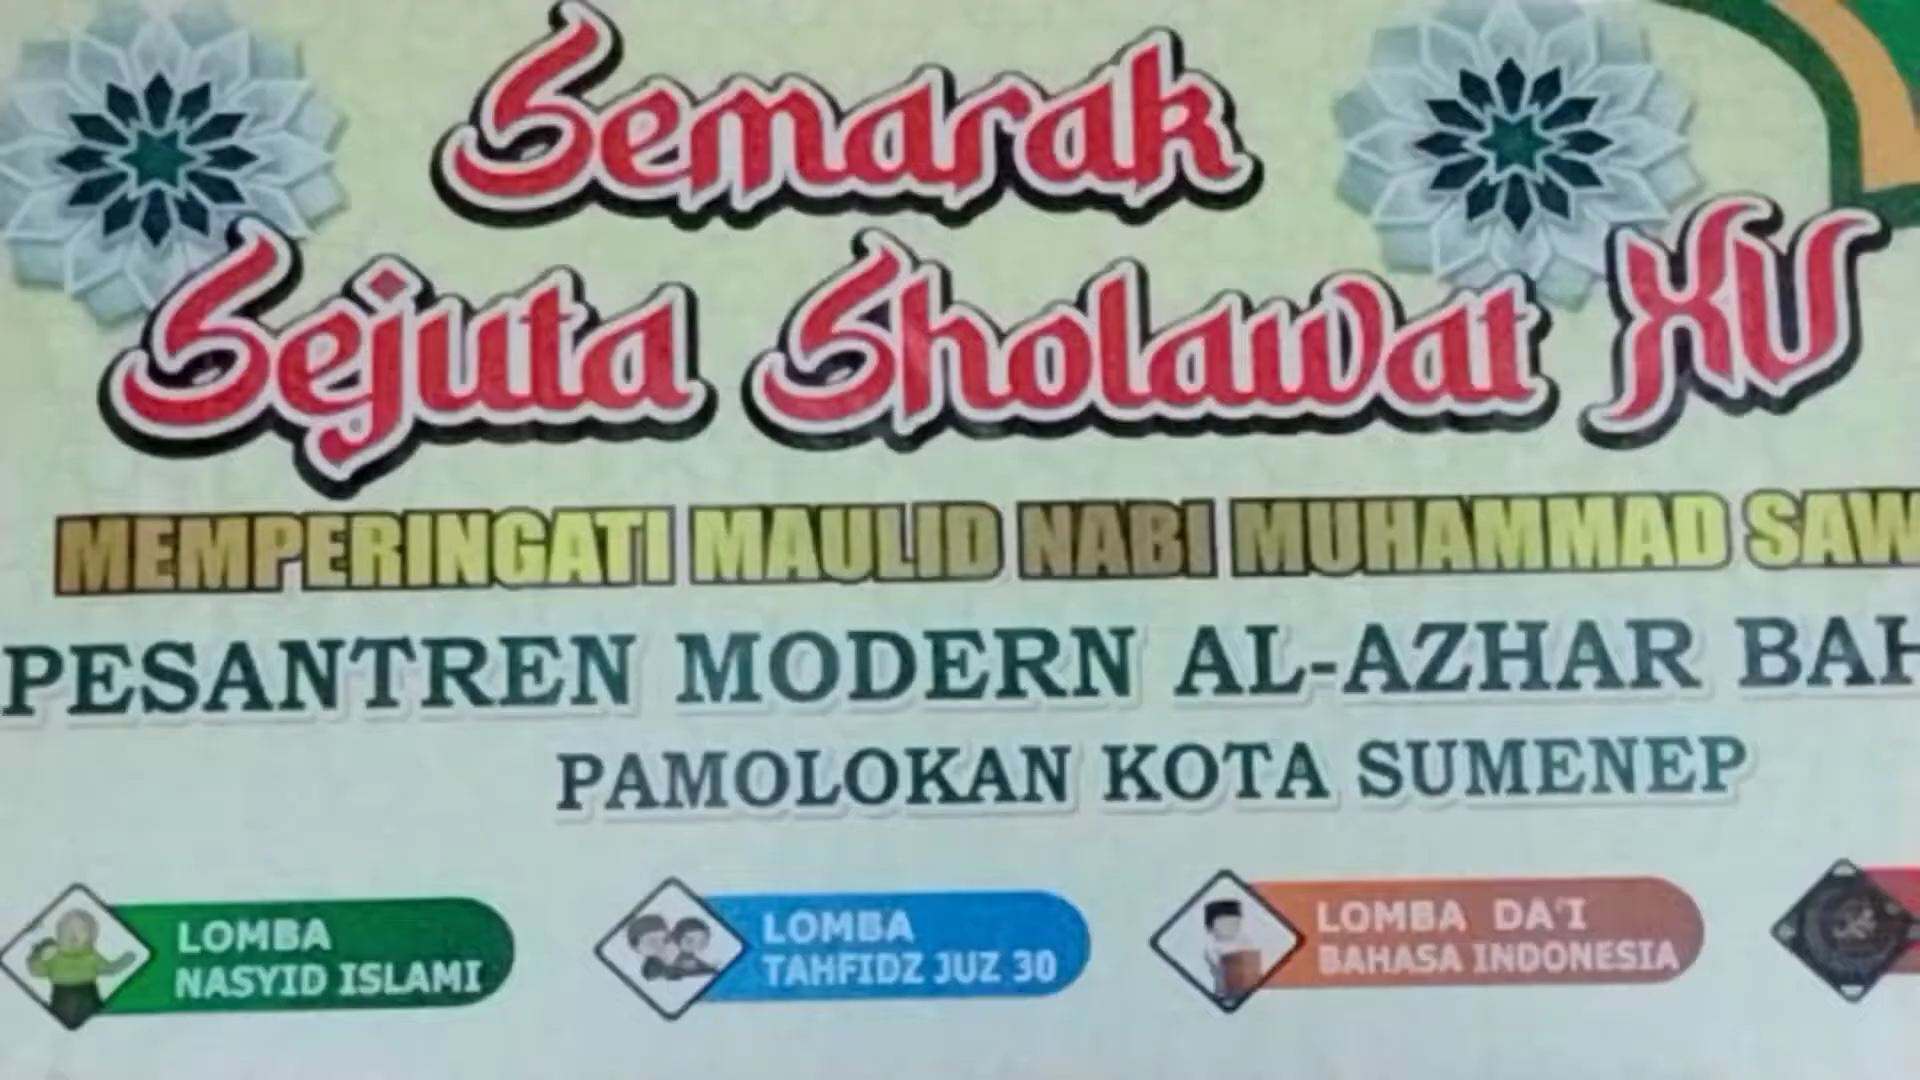 Semarak
Sejuta Sholawat XV
MEMPERINGATI MAULID NABI MUHAMMAD SAW
PESANTREN MODERN AL-AZHAR BAH
PAMOLOKAN KOTA SUMENEP
LOMBA
NASYID ISLAMI
LOMBA
TAHFIDZ JUZ 30
LOMBA DA'I
BAHASA INDONESIA